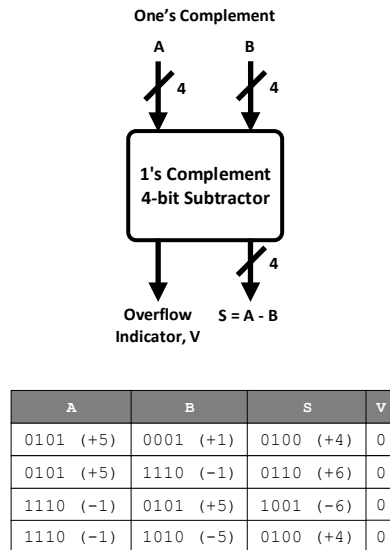 One's Complement
A B
4 4
1's Complement
4-bit Subtractor
4
Overflow S = A - B
Indicator, V
A B S V
0101 (+5) 0001 (+1) 0100 (+4) 0
0101 (+5) 1110 (-1) 0110 (+6) 0
1110 (-1) 0101 (+5) 1001 (-6) 0
1110 (-1) 1010 (-5) 0100 (+4) 0